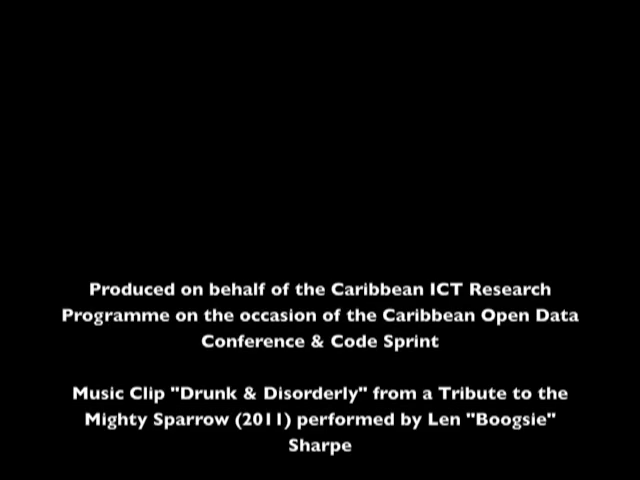 Produced on behalf of the Caribbean ICT Research
Programme on the occasion of the Caribbean Open Data
Conference & Code Sprint
Music Clip "Drunk & Disorderly" from a Tribute to the
Mighty Sparrow (2011) performed by Len "Boogsie"
Sharpe